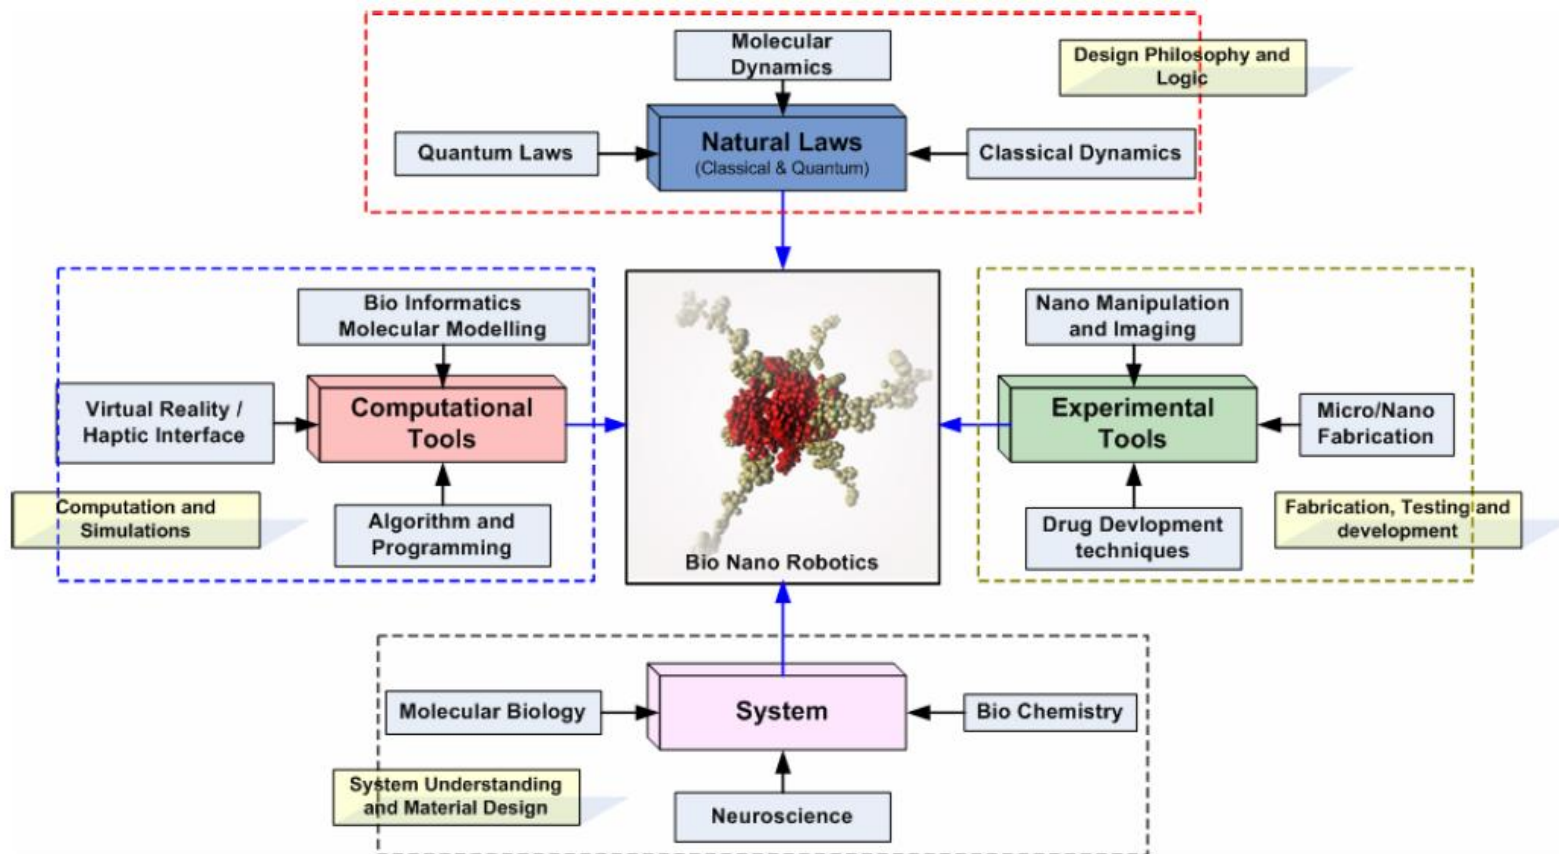 Molecular
Dynamics
Design Philosophy and
Logic
Quantum Laws
Natural Laws
(Classical & Quantum)
Classical Dynamics
Bio Informatics
Molecular Modelling
Virtual Reality /
Haptic Interface
Computational
Tools
Computation and
Simulations
Algorithm and
Programming
Bio Nano Robotics
Nano Manipulation
and Imaging
Experimental
Tools
Micro/Nano
Fabrication
Drug Devlopment
techniques
Fabrication, Testing and
development
Molecular Biology
System
Bio Chemistry
System Understanding
and Material Design
Neuroscience